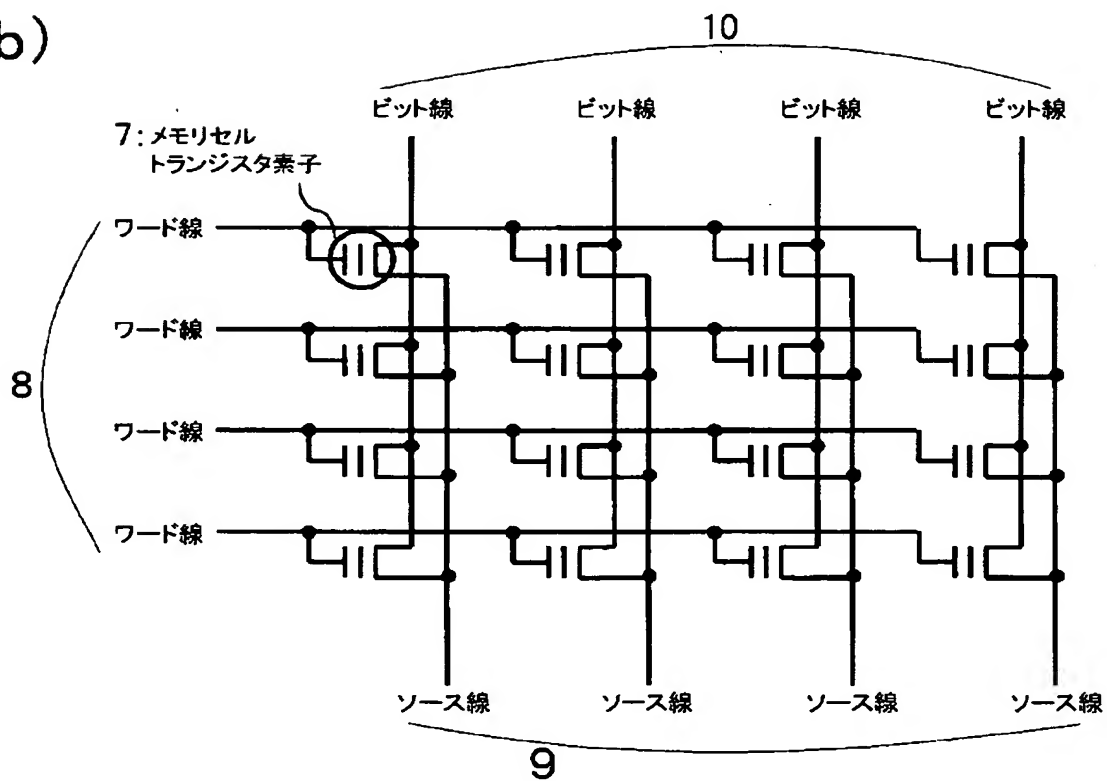 b)
10
ビット線 ビット線 ビット線 ビット線
7:メモリセル
トランジスタ素子
ワード線
ワード線
8
ワード線
ワード線
ソース線 ソース線 ソース線 ソース線
9